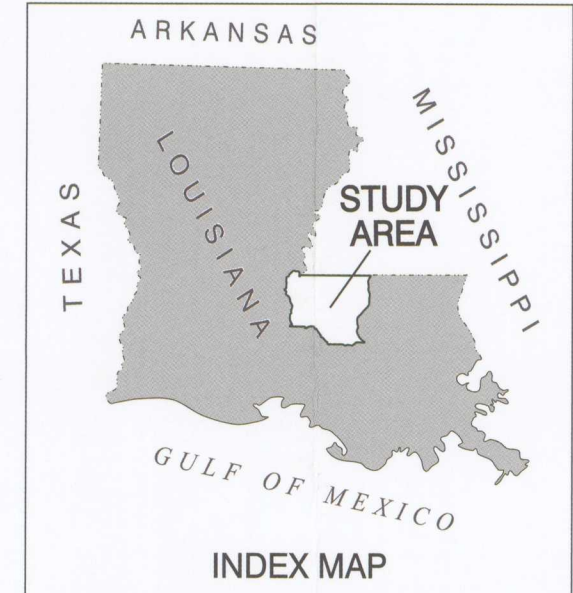 ARKANSAS
MISSISSIPPI
LOUISIANA
TEXAS
STUDY
AREA
GULF OF MEXICO
INDEX MAP